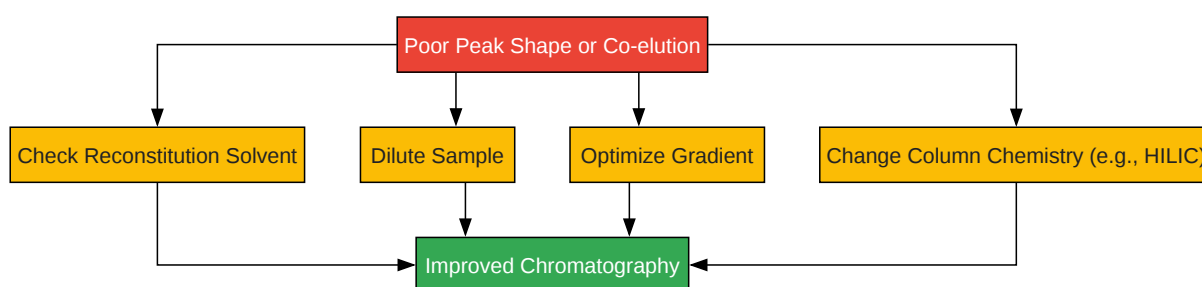 Poor Peak Shape or Co-elution
Check Reconstitution Solvent
Dilute Sample
Optimize Gradient
Change Column Chemistry (e.g., HILIC)
Improved Chromatography